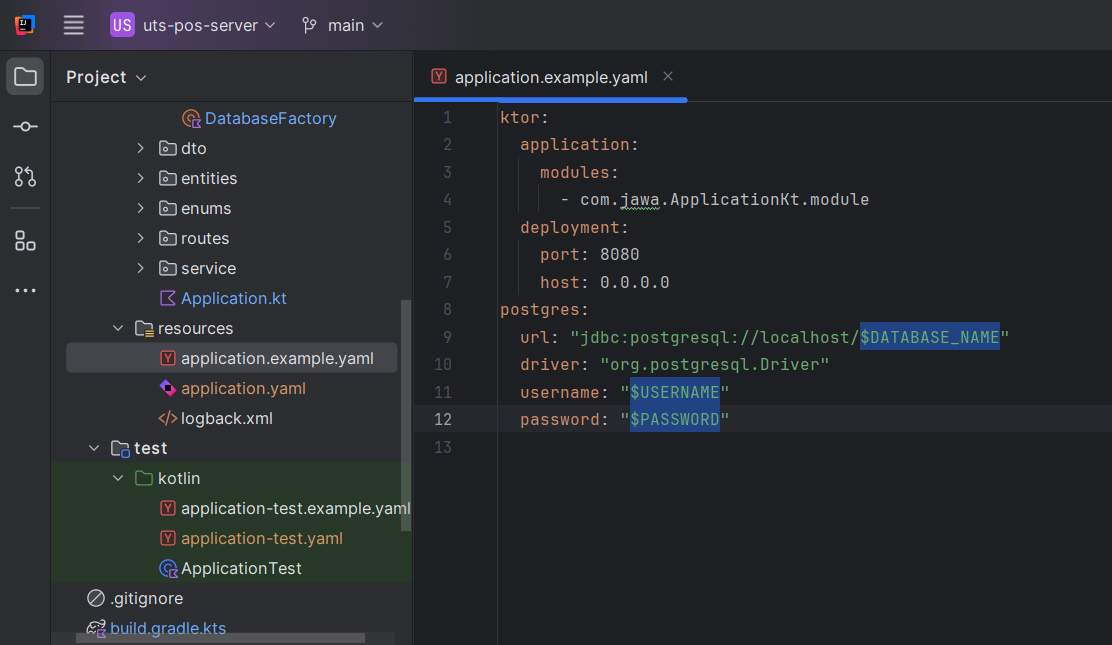 US uts-pos-server main
Project
DatabaseFactory
dto
entities
enums
routes
service
Application.kt
resources
application.example.yaml
application.yaml
logback.xml
test
kotlin
application-test.example.yaml
application-test.yaml
ApplicationTest
.gitignore
build.gradle.kts
application.example.yaml
1 ktor:
2   application:
3     modules:
4       - com.jawa.ApplicationKt.module
5   deployment:
6     port: 8080
7     host: 0.0.0.0
8 postgres:
9   url: "jdbc:postgresql://localhost/$DATABASE_NAME"
10   driver: "org.postgresql.Driver"
11   username: "$USERNAME"
12   password: "$PASSWORD"
13